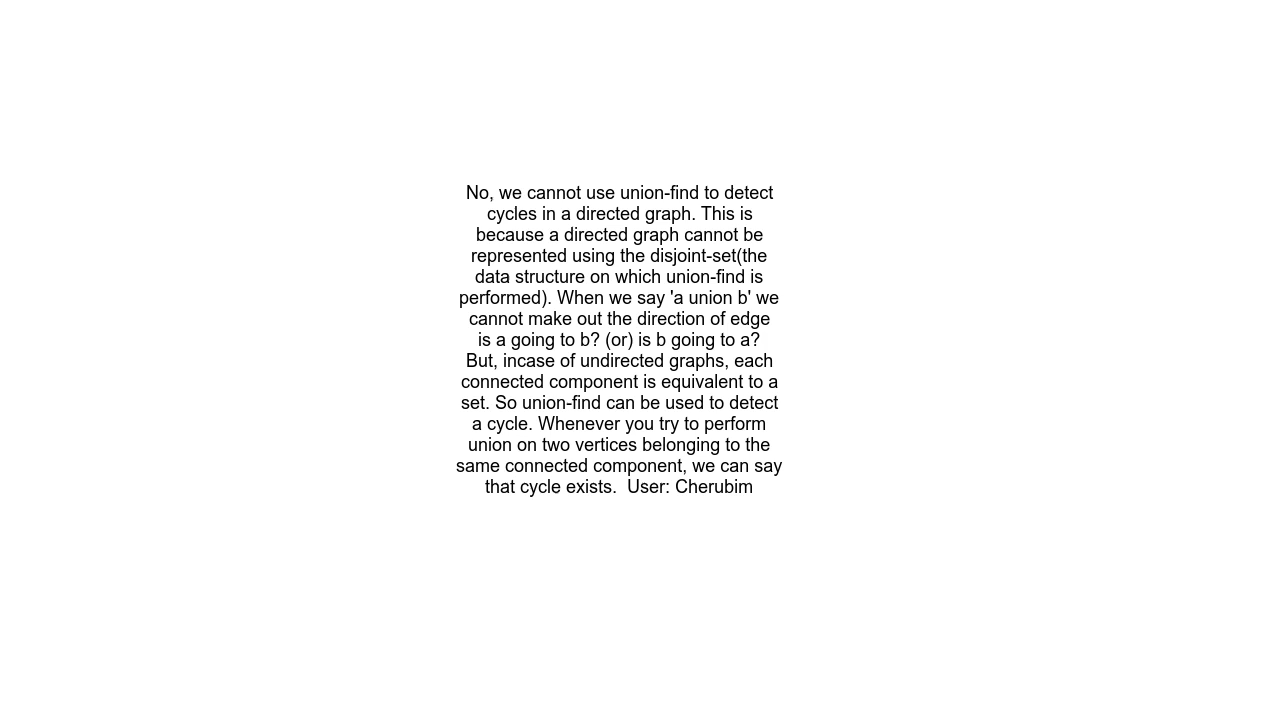 No, we cannot use union-find to detect
cycles in a directed graph. This is
because a directed graph cannot be
represented using the disjoint-set(the
data structure on which union-find is
performed). When we say 'a union b' we
cannot make out the direction of edge
is a going to b? (or) is b going to a?
But, incase of undirected graphs, each
connected component is equivalent to a
set. So union-find can be used to detect
a cycle. Whenever you try to perform
union on two vertices belonging to the
same connected component, we can say
that cycle exists.  User: Cherubim